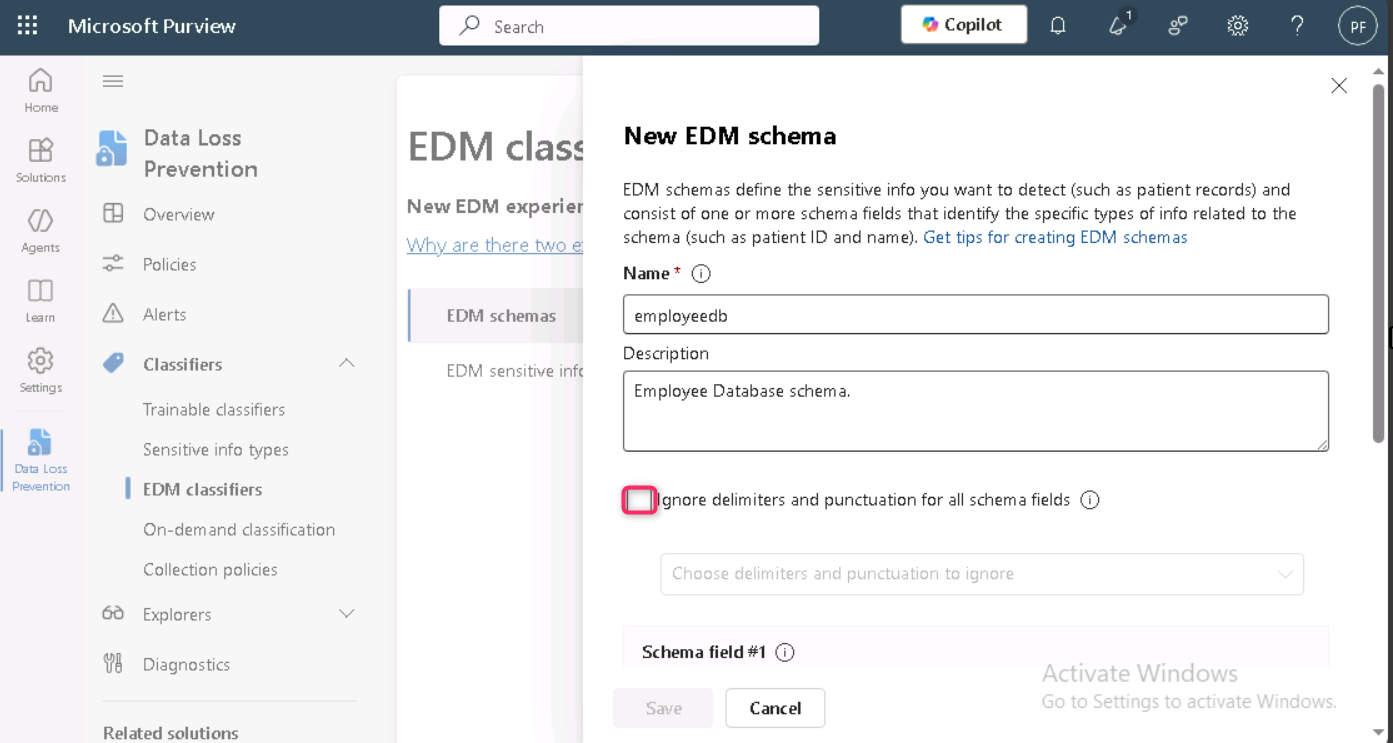 Microsoft Purview
Search
Copilot
1
PF
Home
Solutions
Agents
Learn
Settings
Data Loss
Prevention
Data Loss
Prevention
Overview
Policies
Alerts
Classifiers
Trainable classifiers
Sensitive info types
EDM classifiers
On-demand classification
Collection policies
Explorers
Diagnostics
Related solutions
EDM class
New EDM experien
Why are there two e
EDM schemas
EDM sensitive info
New EDM schema
EDM schemas define the sensitive info you want to detect (such as patient records) and
consist of one or more schema fields that identify the specific types of info related to the
schema (such as patient ID and name). Get tips for creating EDM schemas
Name *
employeedb
Description
Employee Database schema.
Ignore delimiters and punctuation for all schema fields
Choose delimiters and punctuation to ignore
Schema field #1
Save
Cancel
Activate Windows
Go to Settings to activate Windows.